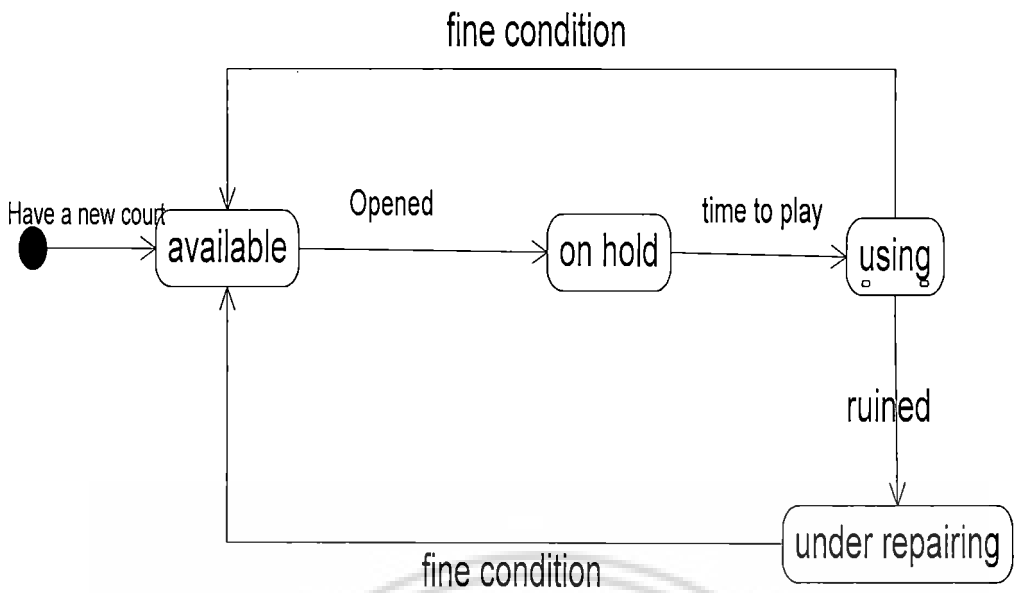 fine condition
Have a new court
Opened
time to play
available
on hold
using
ruined
under repairing
fine condition